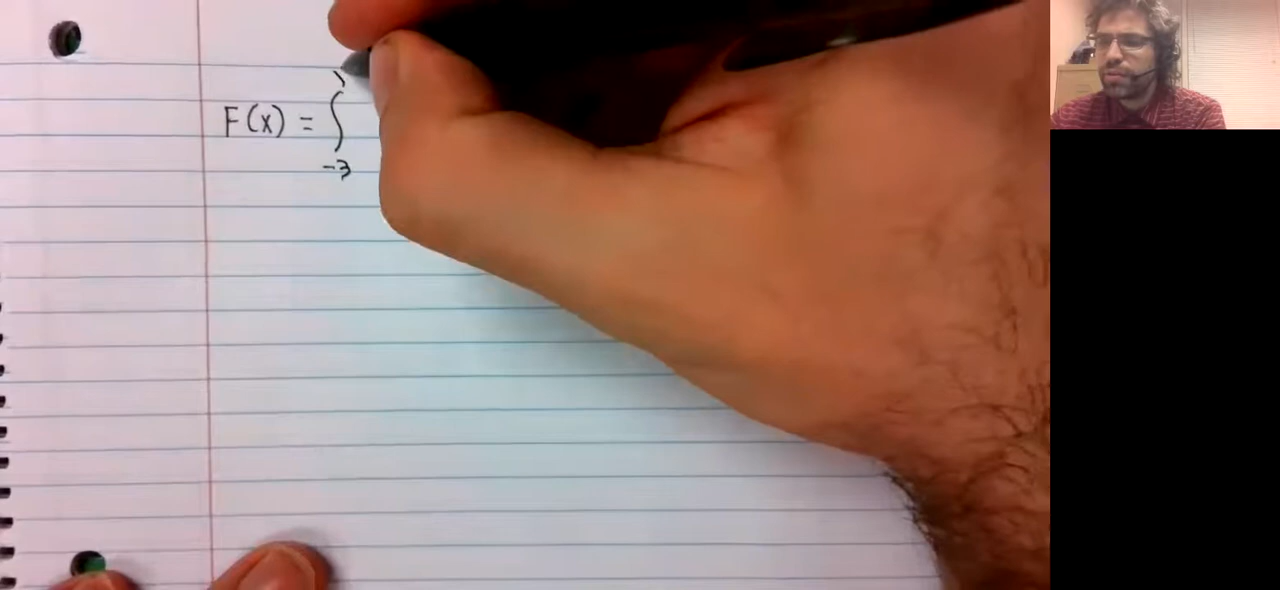 F(x) = ∫₋₃